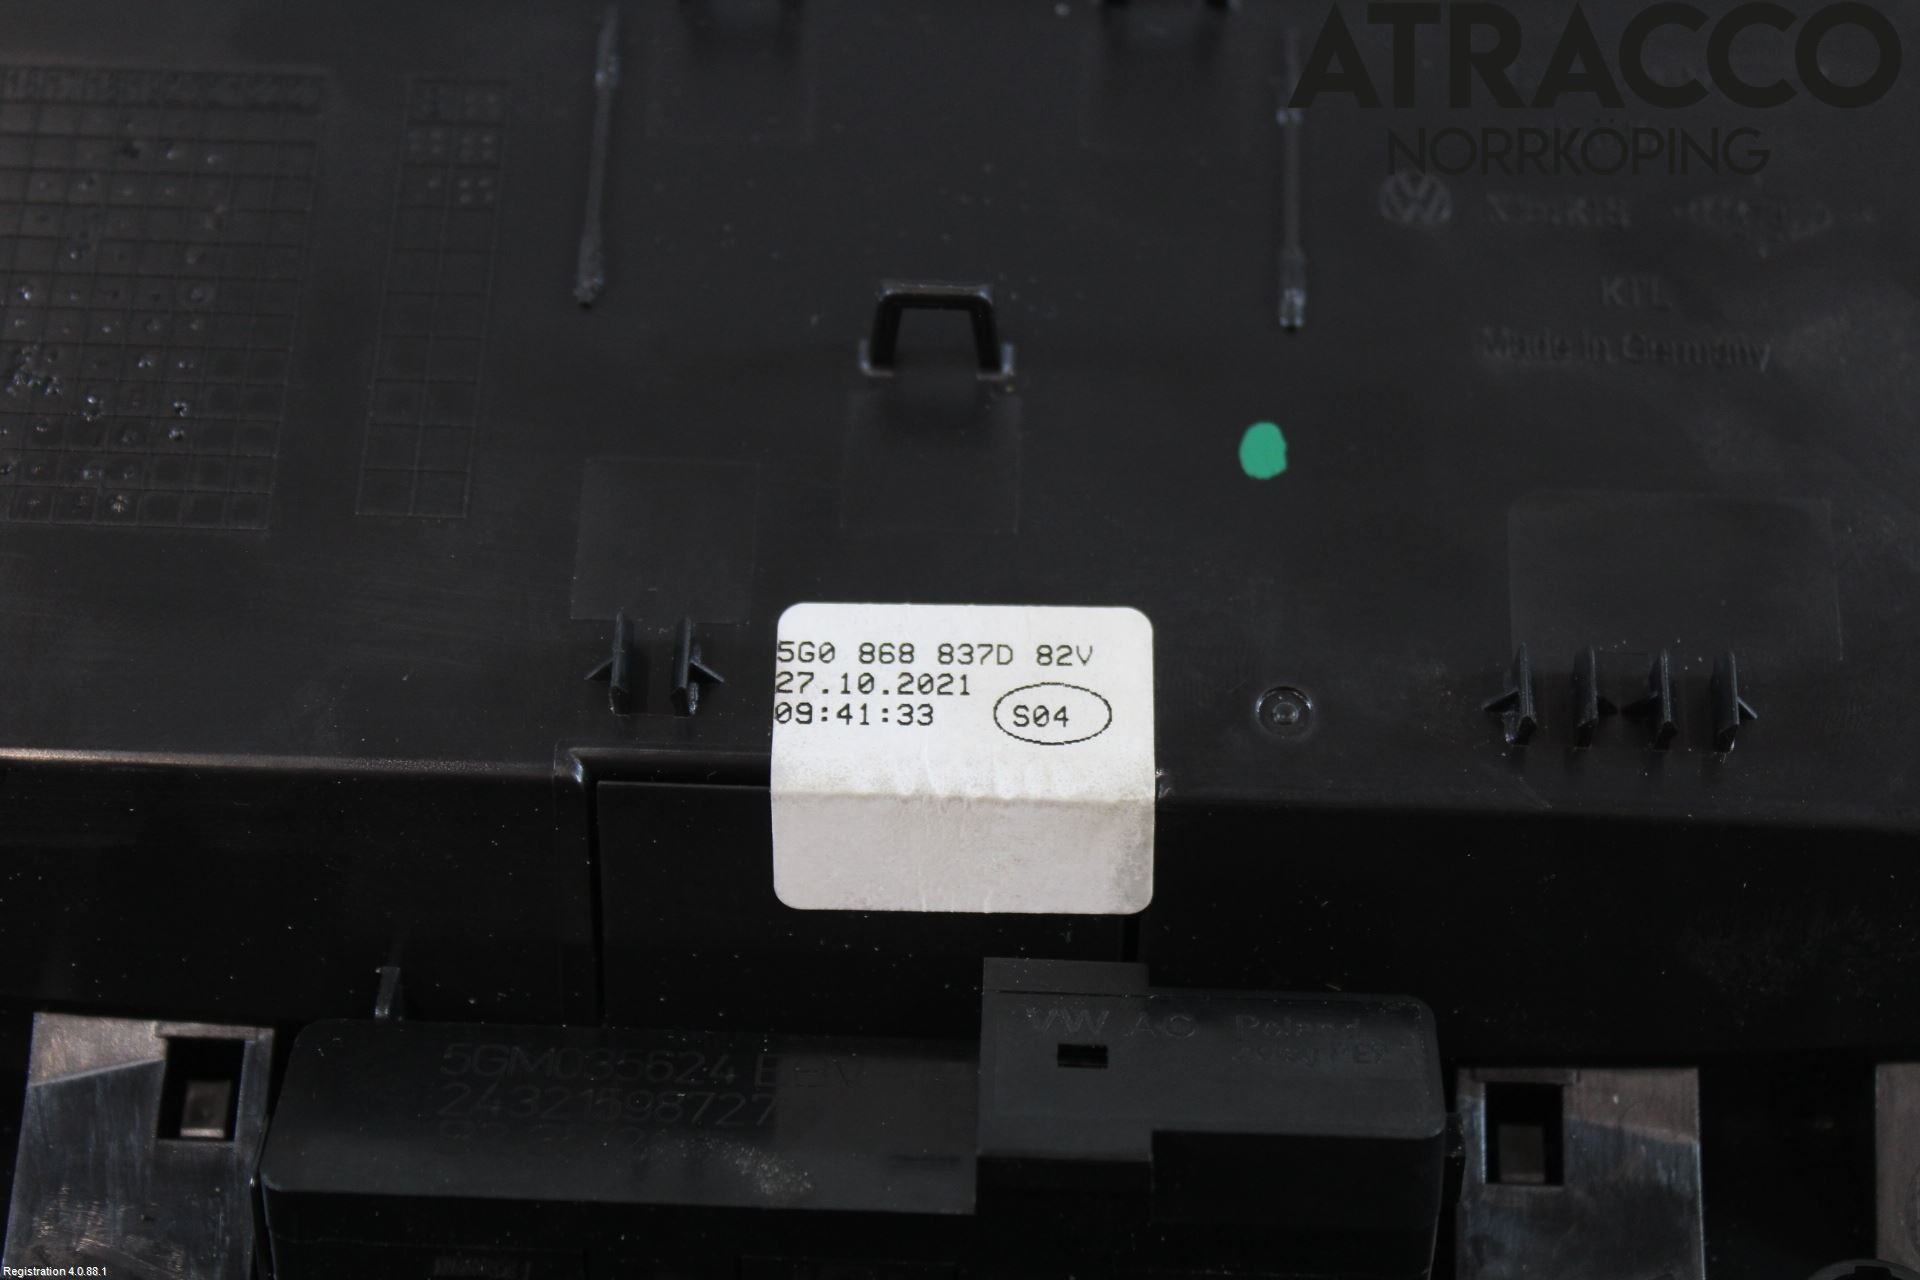 ATRACCO
NORRKÖPING
KTL
Made in Germany
5G0 868 837D 82V
27.10.2021
09:41:33
S04
VW AG Poland
5GM035624
24321598727
Registration 4.0.88.1